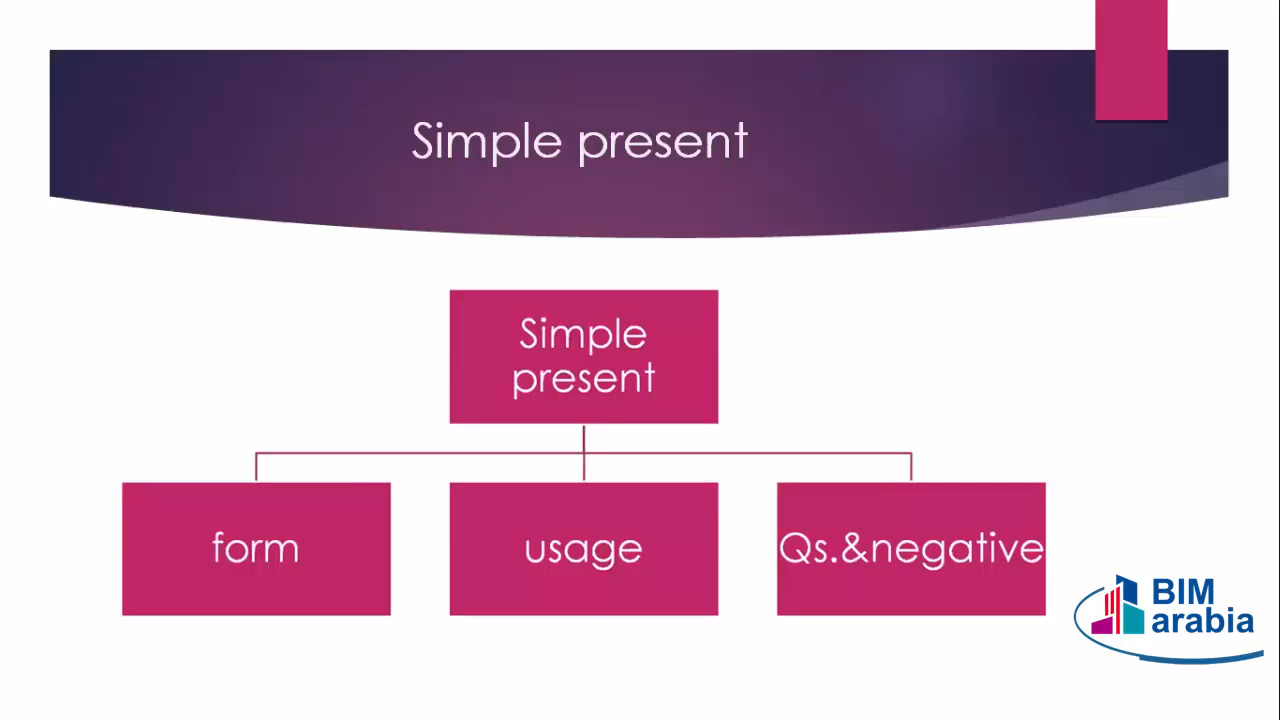 Simple present
Simple
present
form
usage
Qs.&negative
BIM
arabia